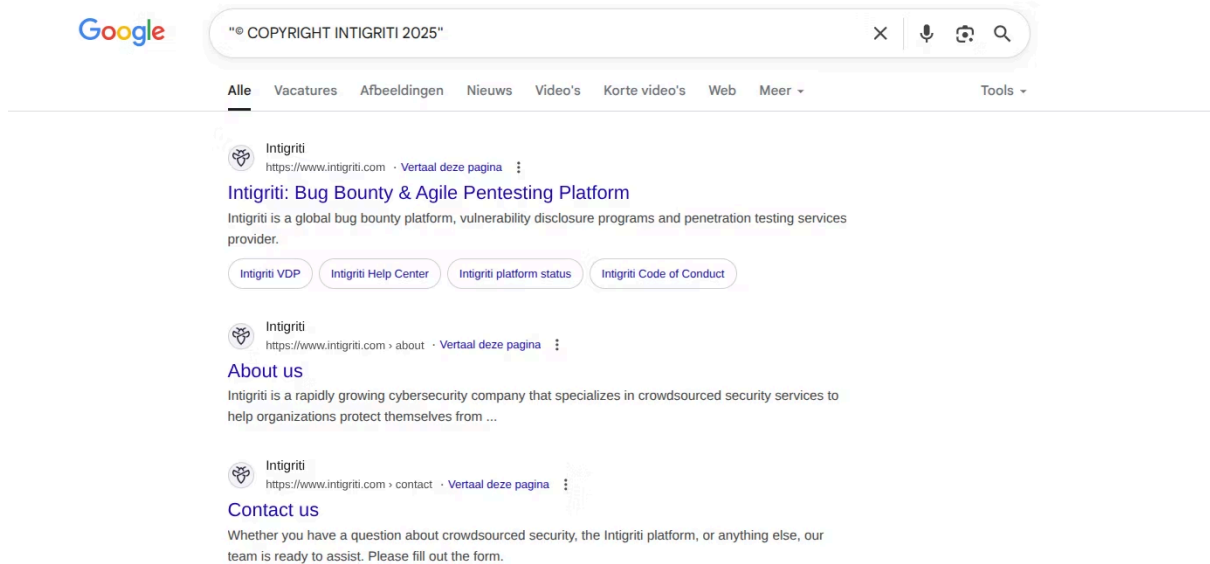 Google
"© COPYRIGHT INTIGRITI 2025"
Alle Vacatures Afbeeldingen Nieuws Video's Korte video's Web Meer Tools
Intigriti
https://www.intigriti.com · Vertaal deze pagina
Intigriti: Bug Bounty & Agile Pentesting Platform
Intigriti is a global bug bounty platform, vulnerability disclosure programs and penetration testing services
provider.
Intigriti VDP Intigriti Help Center Intigriti platform status Intigriti Code of Conduct
Intigriti
https://www.intigriti.com › about · Vertaal deze pagina
About us
Intigriti is a rapidly growing cybersecurity company that specializes in crowdsourced security services to
help organizations protect themselves from ...
Intigriti
https://www.intigriti.com › contact · Vertaal deze pagina
Contact us
Whether you have a question about crowdsourced security, the Intigriti platform, or anything else, our
team is ready to assist. Please fill out the form.